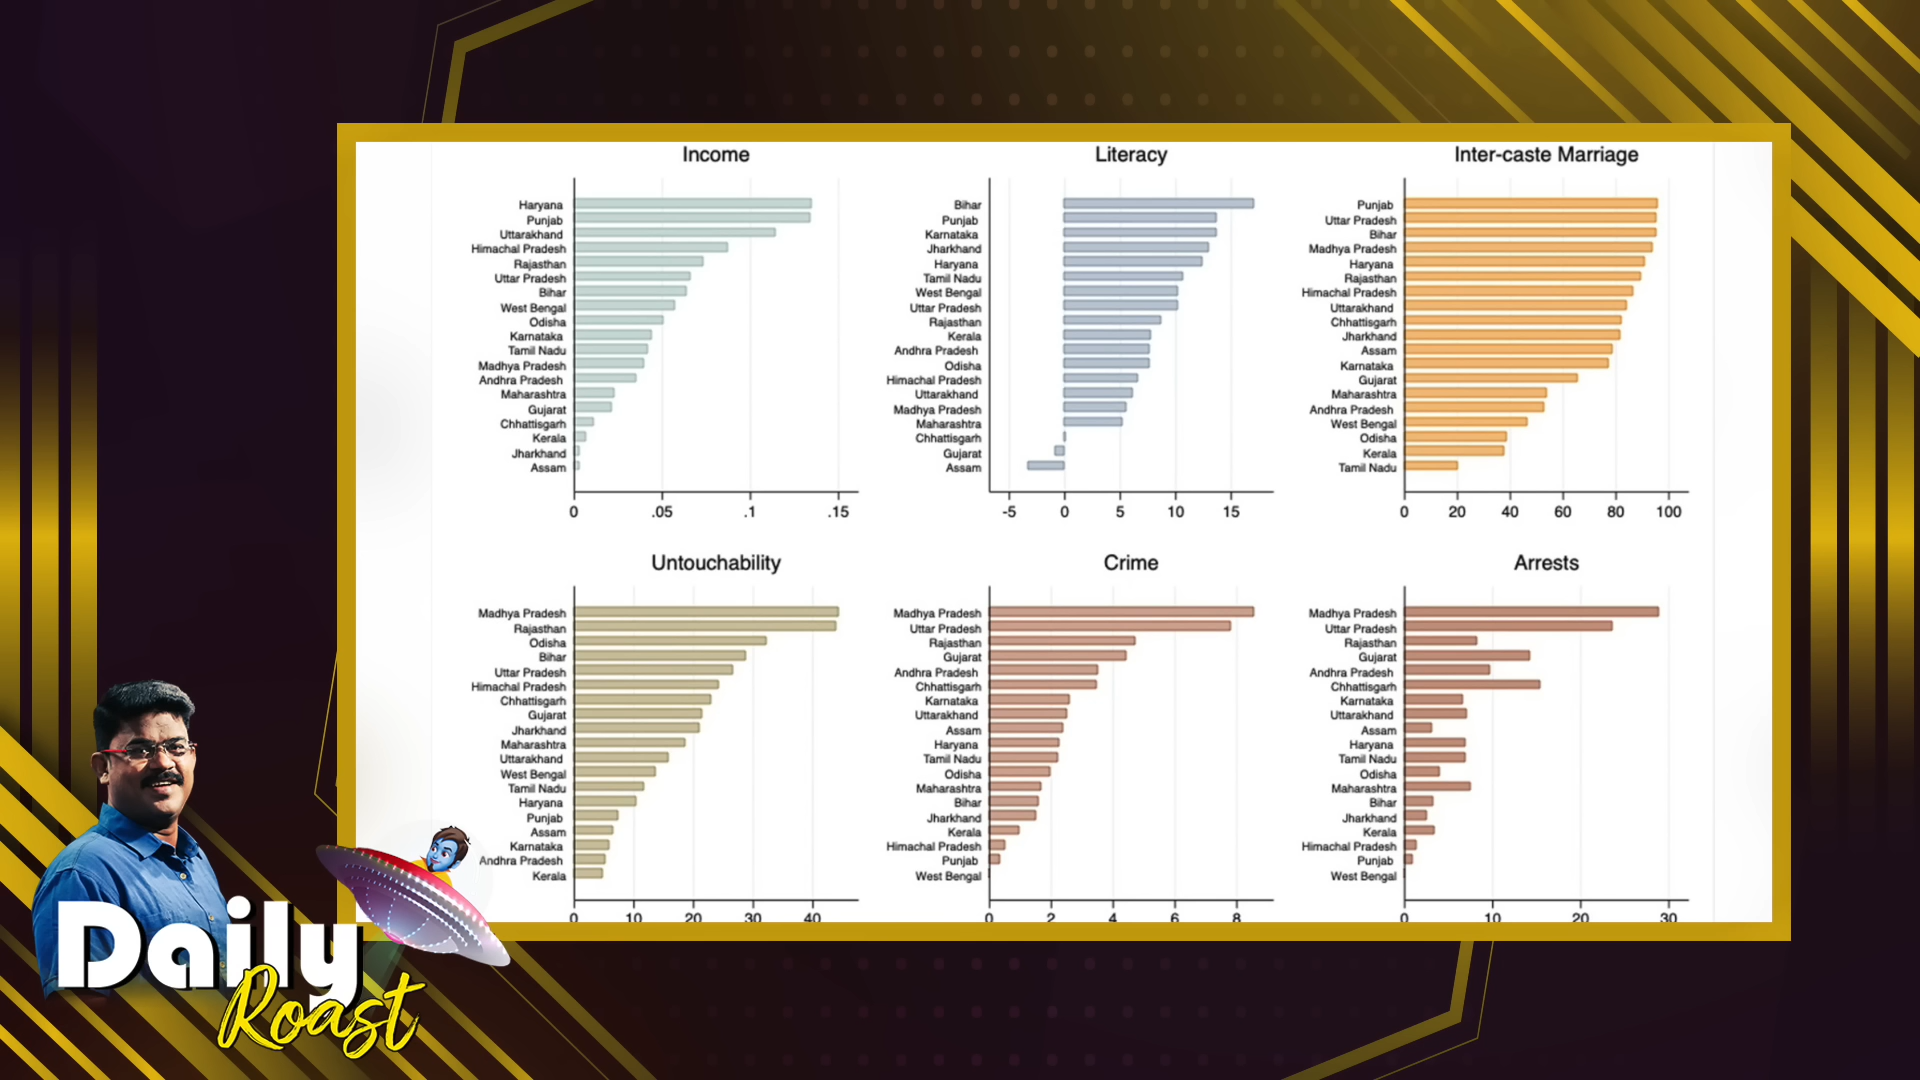 Income
Haryana
Punjab
Uttarakhand
Himachal Pradesh
Rajasthan
Uttar Pradesh
Bihar
West Bengal
Odisha
Karnataka
Tamil Nadu
Madhya Pradesh
Andhra Pradesh
Maharashtra
Gujarat
Chhattisgarh
Kerala
Jharkhand
Assam
0 .05 .1 .15
Literacy
Bihar
Punjab
Karnataka
Jharkhand
Haryana
Tamil Nadu
West Bengal
Uttar Pradesh
Rajasthan
Kerala
Andhra Pradesh
Odisha
Himachal Pradesh
Uttarakhand
Madhya Pradesh
Maharashtra
Chhattisgarh
Gujarat
Assam
-5 0 5 10 15
Inter-caste Marriage
Punjab
Uttar Pradesh
Bihar
Madhya Pradesh
Haryana
Rajasthan
Himachal Pradesh
Uttarakhand
Chhattisgarh
Jharkhand
Assam
Karnataka
Gujarat
Maharashtra
Andhra Pradesh
West Bengal
Odisha
Kerala
Tamil Nadu
0 20 40 60 80 100
Untouchability
Madhya Pradesh
Rajasthan
Odisha
Bihar
Uttar Pradesh
Himachal Pradesh
Chhattisgarh
Gujarat
Jharkhand
Maharashtra
Uttarakhand
West Bengal
Tamil Nadu
Haryana
Punjab
Assam
Karnataka
Andhra Pradesh
Kerala
0 10 20 30 40
Crime
Madhya Pradesh
Uttar Pradesh
Rajasthan
Gujarat
Andhra Pradesh
Chhattisgarh
Karnataka
Uttarakhand
Assam
Haryana
Tamil Nadu
Odisha
Maharashtra
Bihar
Jharkhand
Kerala
Himachal Pradesh
Punjab
West Bengal
0 2 4 6 8
Arrests
Madhya Pradesh
Uttar Pradesh
Rajasthan
Gujarat
Andhra Pradesh
Chhattisgarh
Karnataka
Uttarakhand
Assam
Haryana
Tamil Nadu
Odisha
Maharashtra
Bihar
Jharkhand
Kerala
Himachal Pradesh
Punjab
West Bengal
0 10 20 30
Daily
Roast